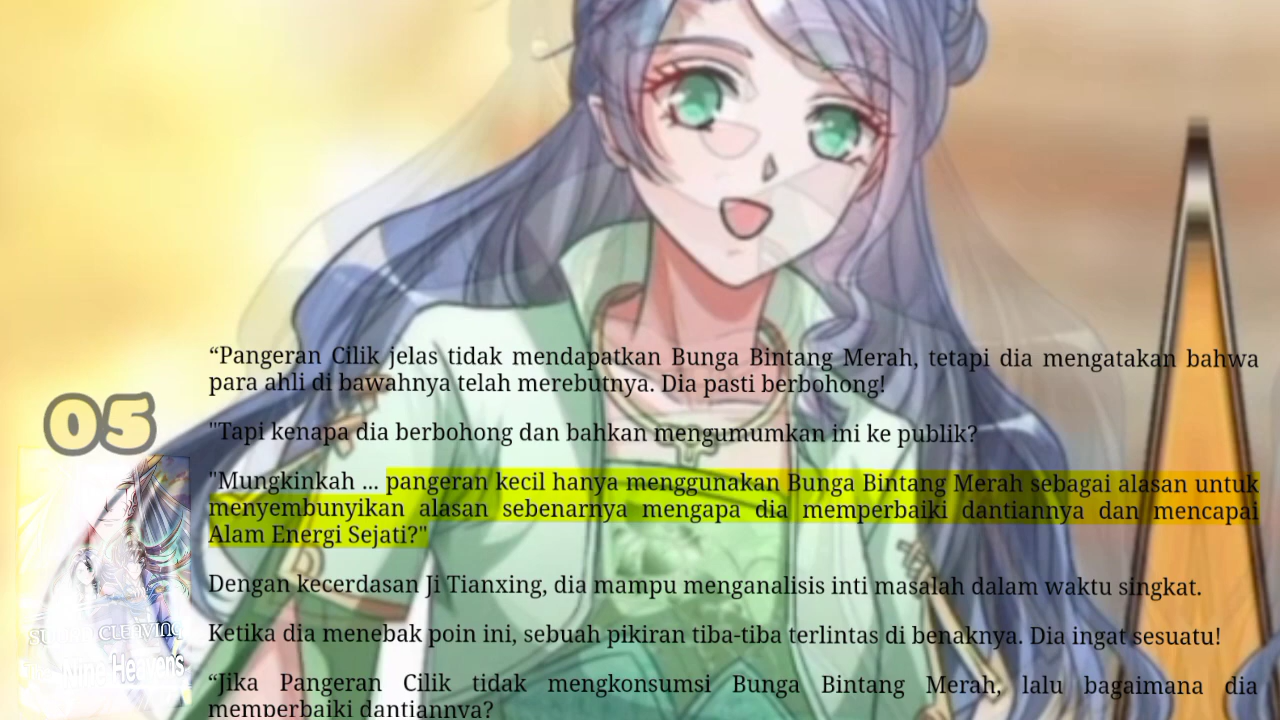 “Pangeran Cilik jelas tidak mendapatkan Bunga Bintang Merah, tetapi dia mengatakan bahwa
para ahli di bawahnya telah merebutnya. Dia pasti berbohong!
"Tapi kenapa dia berbohong dan bahkan mengumumkan ini ke publik?
"Mungkinkah ... pangeran kecil hanya menggunakan Bunga Bintang Merah sebagai alasan untuk
menyembunyikan alasan sebenarnya mengapa dia memperbaiki dantiannya dan mencapai
Alam Energi Sejati?"
Dengan kecerdasan Ji Tianxing, dia mampu menganalisis inti masalah dalam waktu singkat.
Ketika dia menebak poin ini, sebuah pikiran tiba-tiba terlintas di benaknya. Dia ingat sesuatu!
“Jika Pangeran Cilik tidak mengkonsumsi Bunga Bintang Merah, lalu bagaimana dia
memperbaiki dantiannya?
05
CLEAVING
Nine Heavens